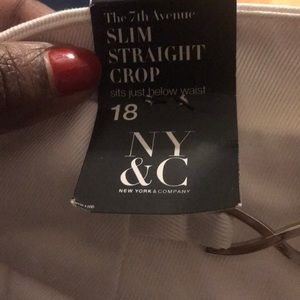 The 7th Avenue
SLIM
STRAIGHT
CROP
sits just below waist
18
NY
&C
NEW YORK & COMPANY